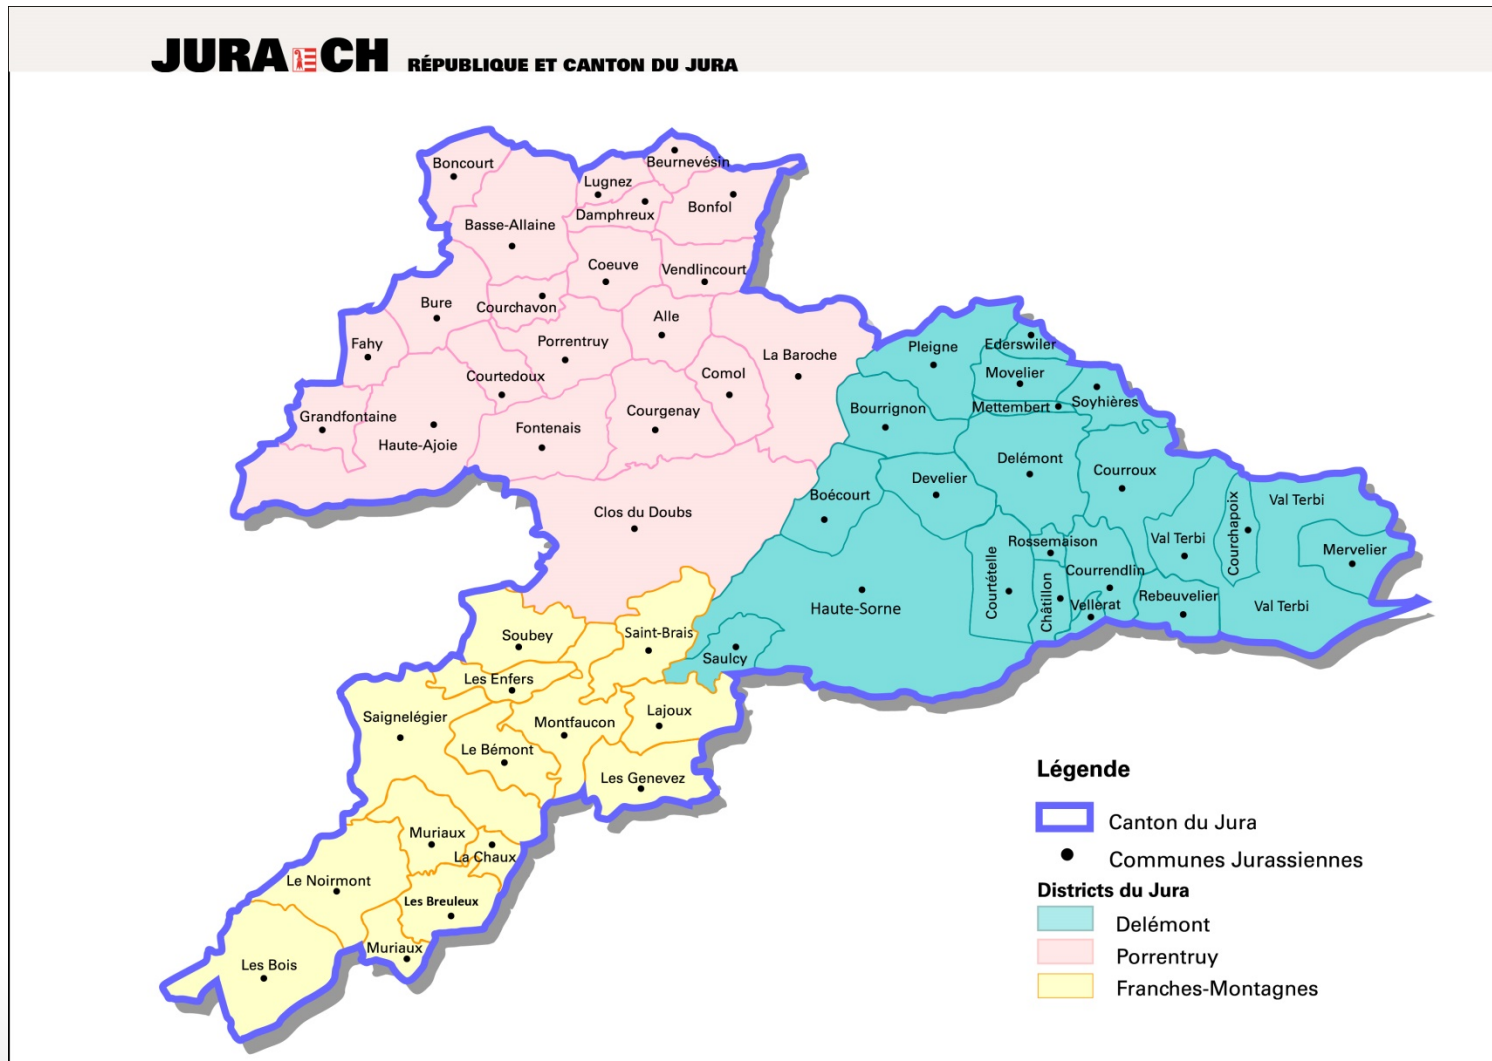 JURA CH RÉPUBLIQUE ET CANTON DU JURA
Boncourt
Beurnevésin
Lugnez
Damphreux
Bonfol
Basse-Allaine
Coeuve
Vendlincourt
Bure
Courchavon
Alle
Fahy
Porrentruy
La Baroche
Courtedoux
Comol
Grandfontaine
Haute-Ajoie
Fontenais
Courgenay
Clos du Doubs
Pleigne
Ederswiler
Movelier
Bourrignon
Mettembert
Soyhières
Delémont
Courroux
Develier
Boécourt
Val Terbi
Courchapoix
Val Terbi
Mervelier
Rossemaison
Courtételle
Châtillon
Courrendlin
Vellerat
Rebeuvelier
Val Terbi
Haute-Sorne
Saulcy
Soubey
Saint-Brais
Les Enfers
Saignelégier
Montfaucon
Lajoux
Le Bémont
Les Genevez
Muriaux
La Chaux
Le Noirmont
Les Breuleux
Muriaux
Les Bois
Légende
Canton du Jura
Communes Jurassiennes
Districts du Jura
Delémont
Porrentruy
Franches-Montagnes